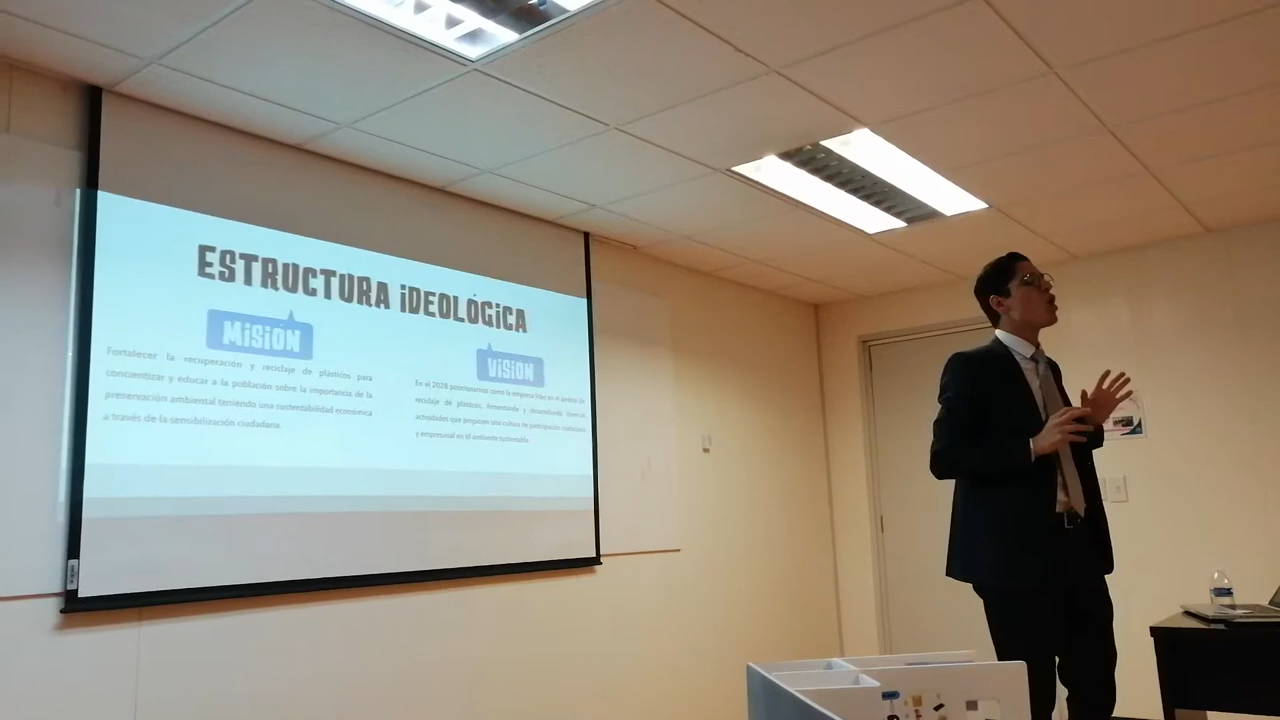 ESTRUCTURA iDEOLÓGiCA
MiSiÓN
Fortalecer la recuperación y reciclaje de plásticos para
concientizar y educar a la población sobre la importancia de la
preservación ambiental teniendo una sustentabilidad económica
a través de la sensibilización ciudadana.
ViSiÓN
En el 2028 posicionarnos como la empresa líder en el ámbito de
reciclaje de plásticos, fomentando y desarrollando diversas
actividades que propicien una cultura de participación ciudadana
y empresarial en el ambiente sustentable.